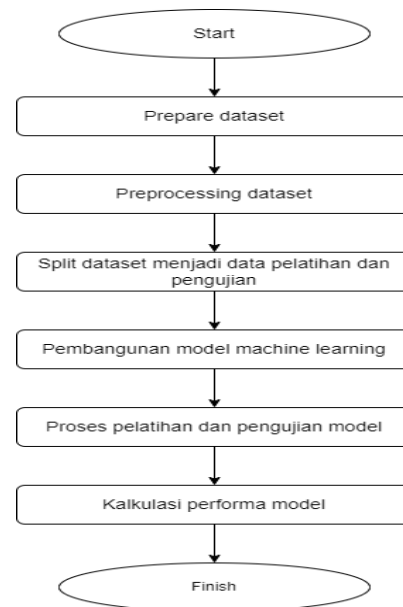 Start
Prepare dataset
Preprocessing dataset
Split dataset menjadi data pelatihan dan
pengujian
Pembangunan model machine learning
Proses pelatihan dan pengujian model
Kalkulasi performa model
Finish